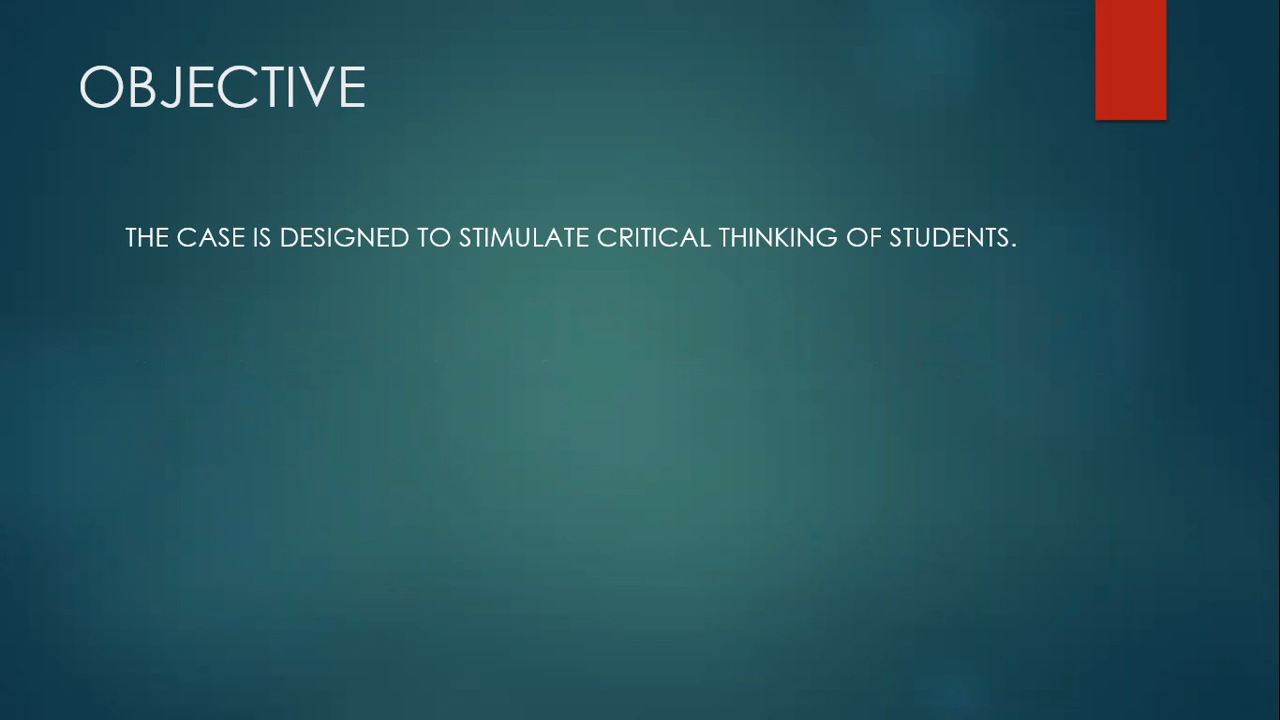 OBJECTIVE
THE CASE IS DESIGNED TO STIMULATE CRITICAL THINKING OF STUDENTS.